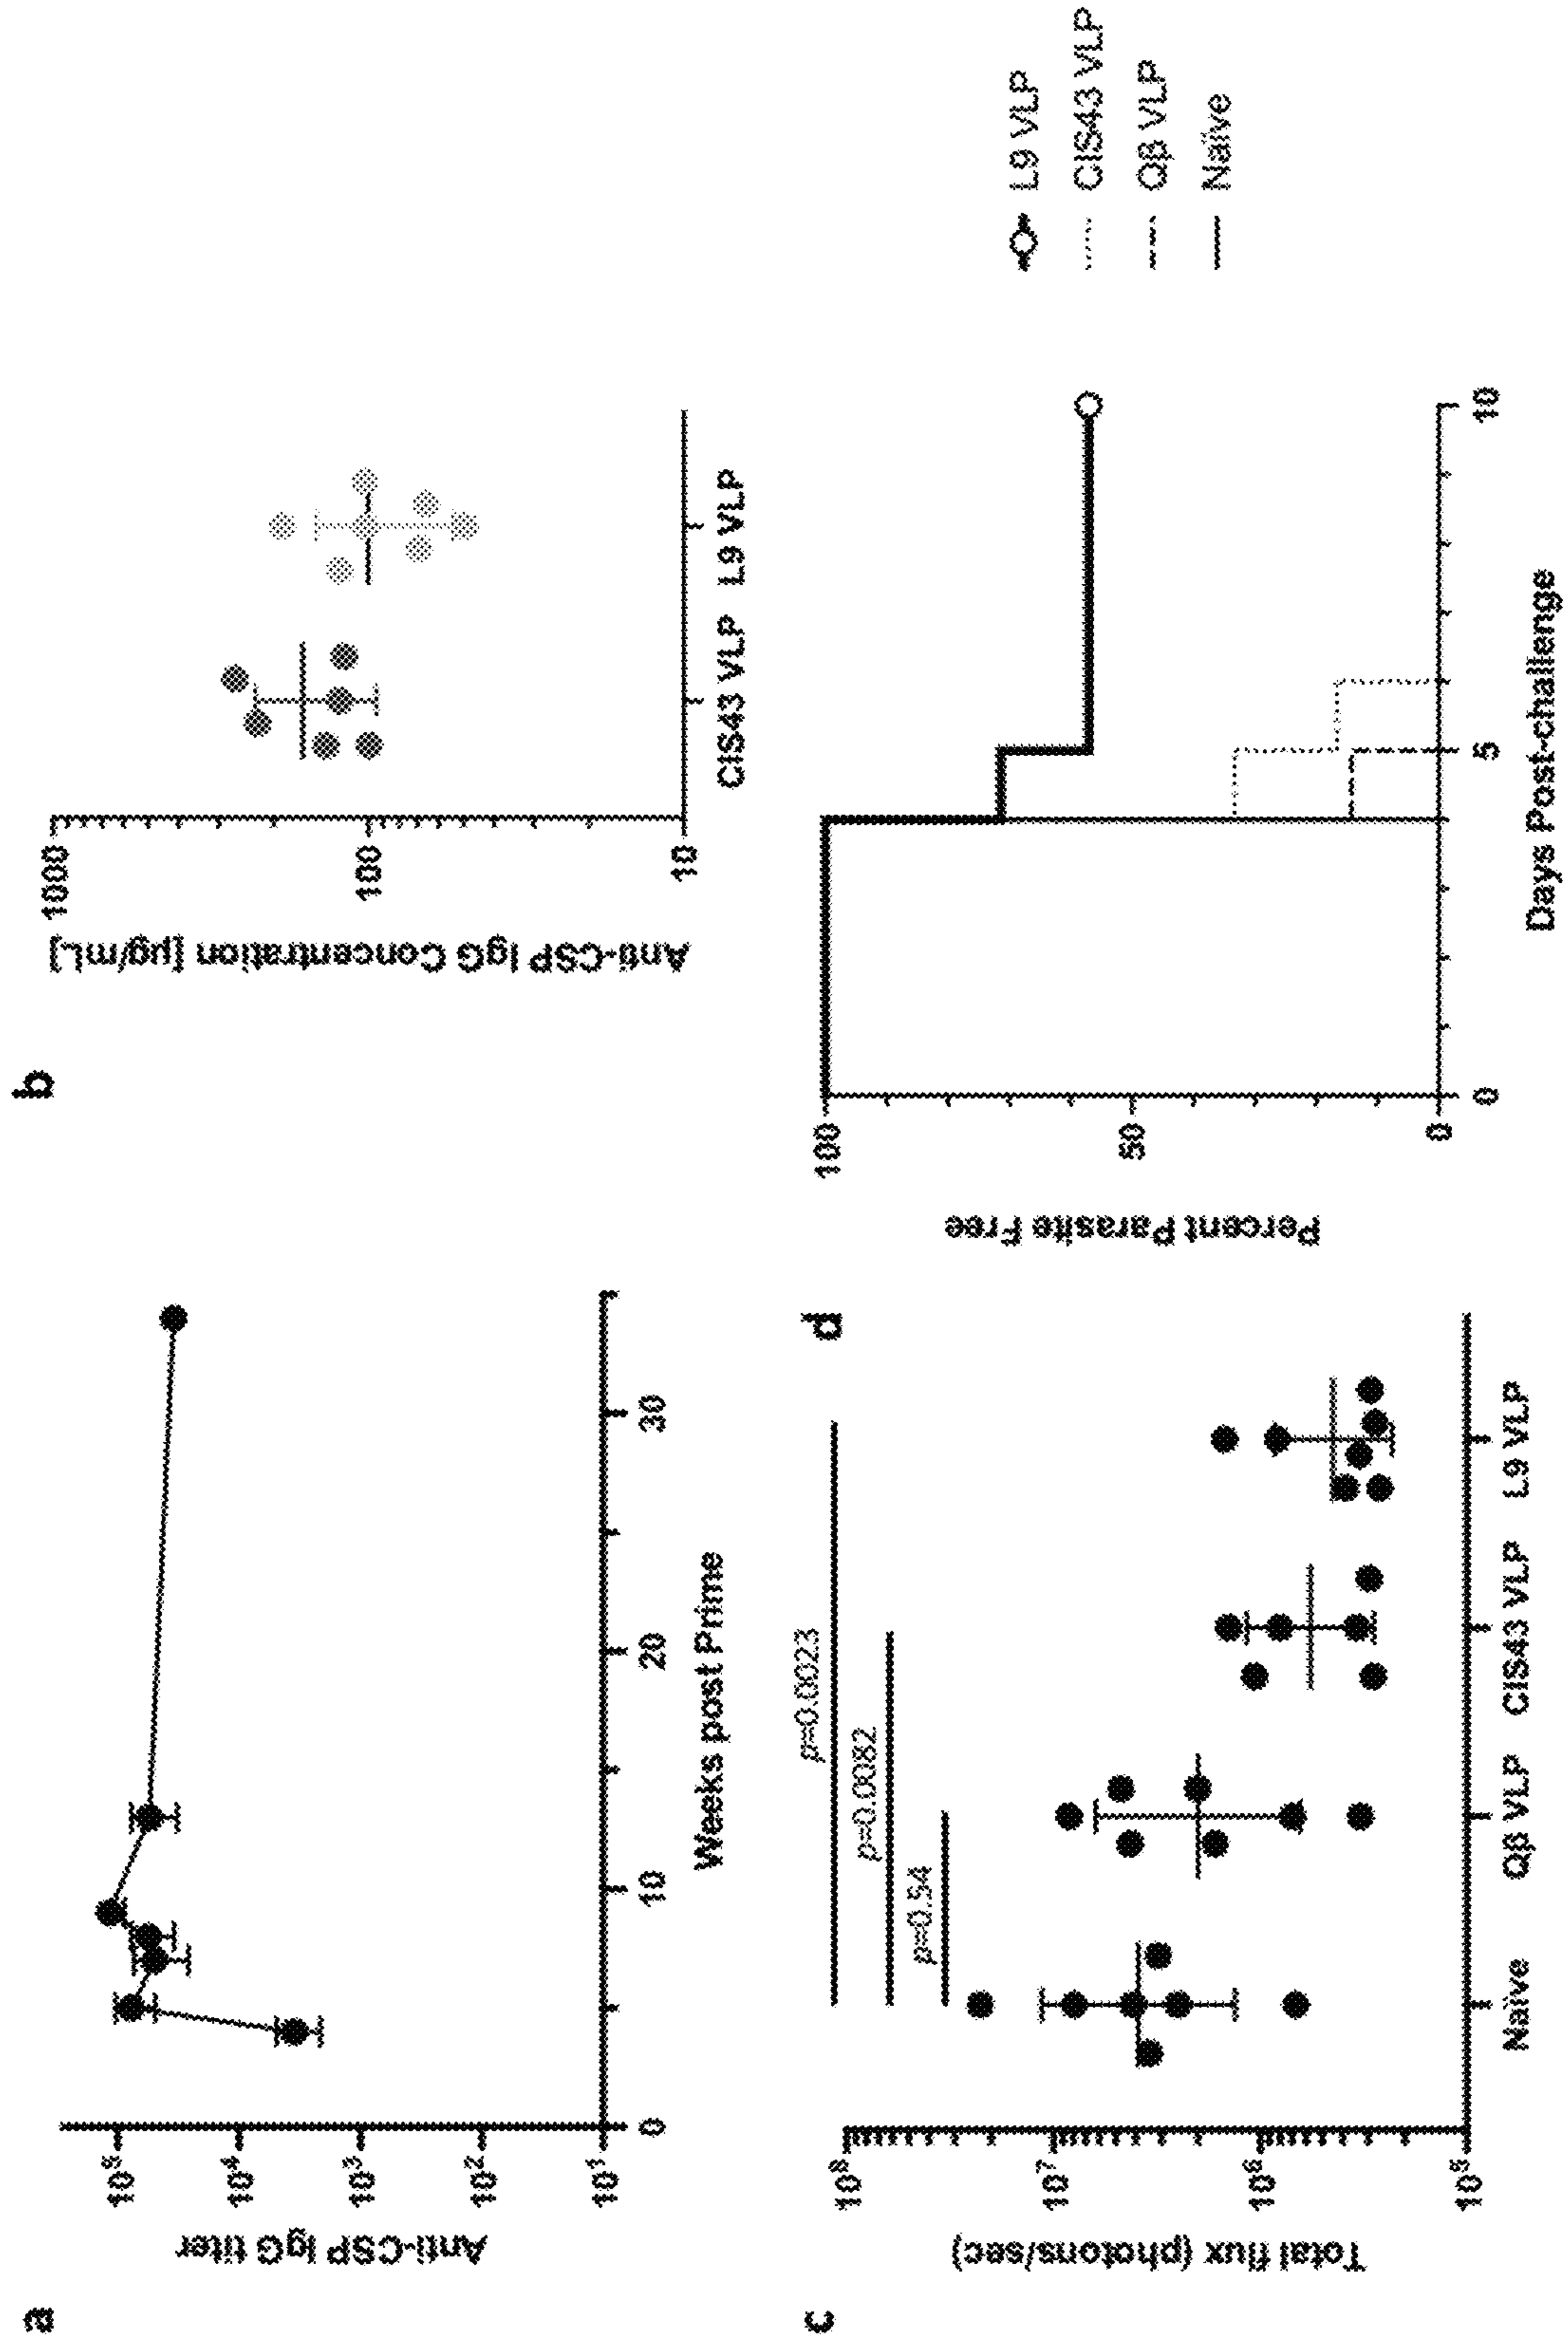 a
Anti-CSP IgG titer
10⁵
10⁴
10³
10²
10¹
0
10
20
30
Weeks post Prime
b
Anti-CSP IgG Concentration [µg/mL]
1000
100
10
CIS43 VLP
L9 VLP
c
Total flux (photons/sec)
10⁸
10⁷
10⁶
10⁵
p=0.0023
p=0.0082
p=0.54
Naïve
Qβ VLP
CIS43 VLP
L9 VLP
d
Percent Parasite Free
100
50
0
0
5
10
Days Post-challenge
L9 VLP
CIS43 VLP
Qβ VLP
Naïve